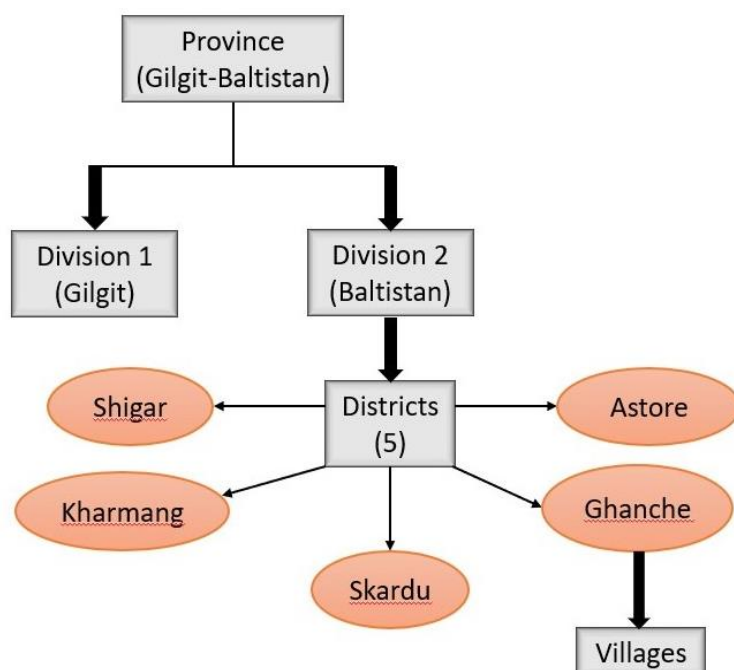 Province
(Gilgit-Baltistan)
Division 1
(Gilgit)
Division 2
(Baltistan)
Shigar
Districts
(5)
Astore
Kharmang
Ghanche
Skardu
Villages